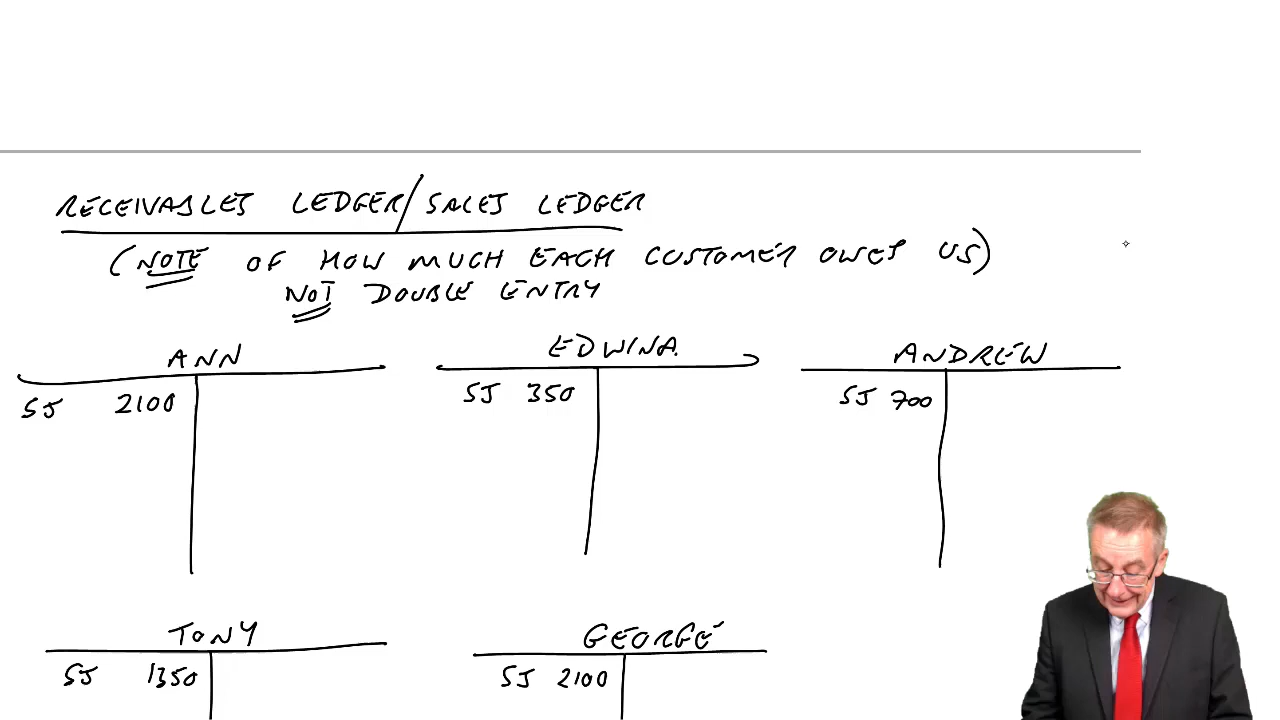 RECEIVABLES LEDGER/SALES LEDGER
(NOTE OF HOW MUCH EACH CUSTOMER OWES US)
NOT DOUBLE ENTRY
ANN
SJ 2100
EDWINA
SJ 350
ANDREW
SJ 700
TONY
SJ 1350
GEORGE
SJ 2100